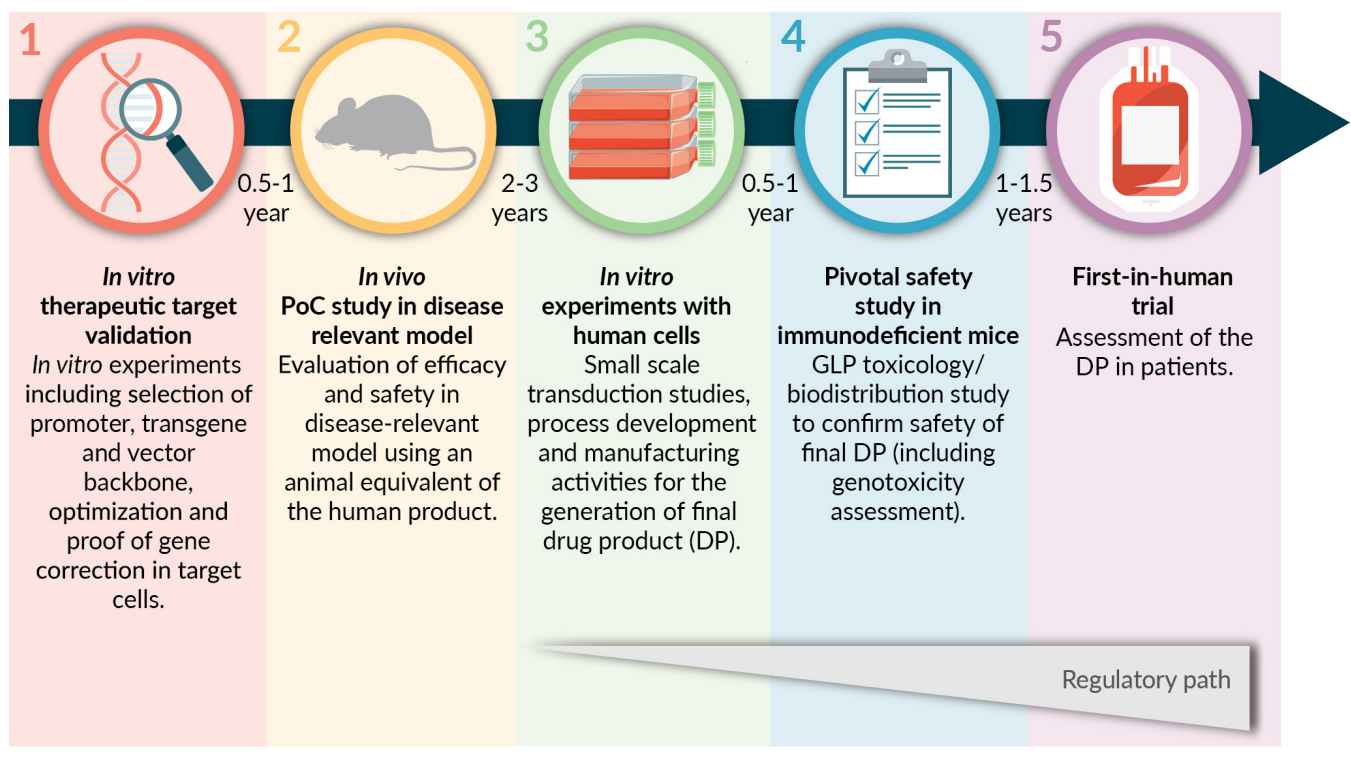 1
2
3
4
5
0.5-1
year
2-3
years
0.5-1
year
1-1.5
years
In vitro
therapeutic target
validation
In vitro experiments
including selection of
promoter, transgene
and vector
backbone,
optimization and
proof of gene
correction in target
cells.
In vivo
PoC study in disease
relevant model
Evaluation of efficacy
and safety in
disease-relevant
model using an
animal equivalent of
the human product.
In vitro
experiments with
human cells
Small scale
transduction studies,
process development
and manufacturing
activities for the
generation of final
drug product (DP).
Pivotal safety
study in
immunodeficient mice
GLP toxicology/
biodistribution study
to confirm safety of
final DP (including
genotoxicity
assessment).
First-in-human
trial
Assessment of the
DP in patients.
Regulatory path